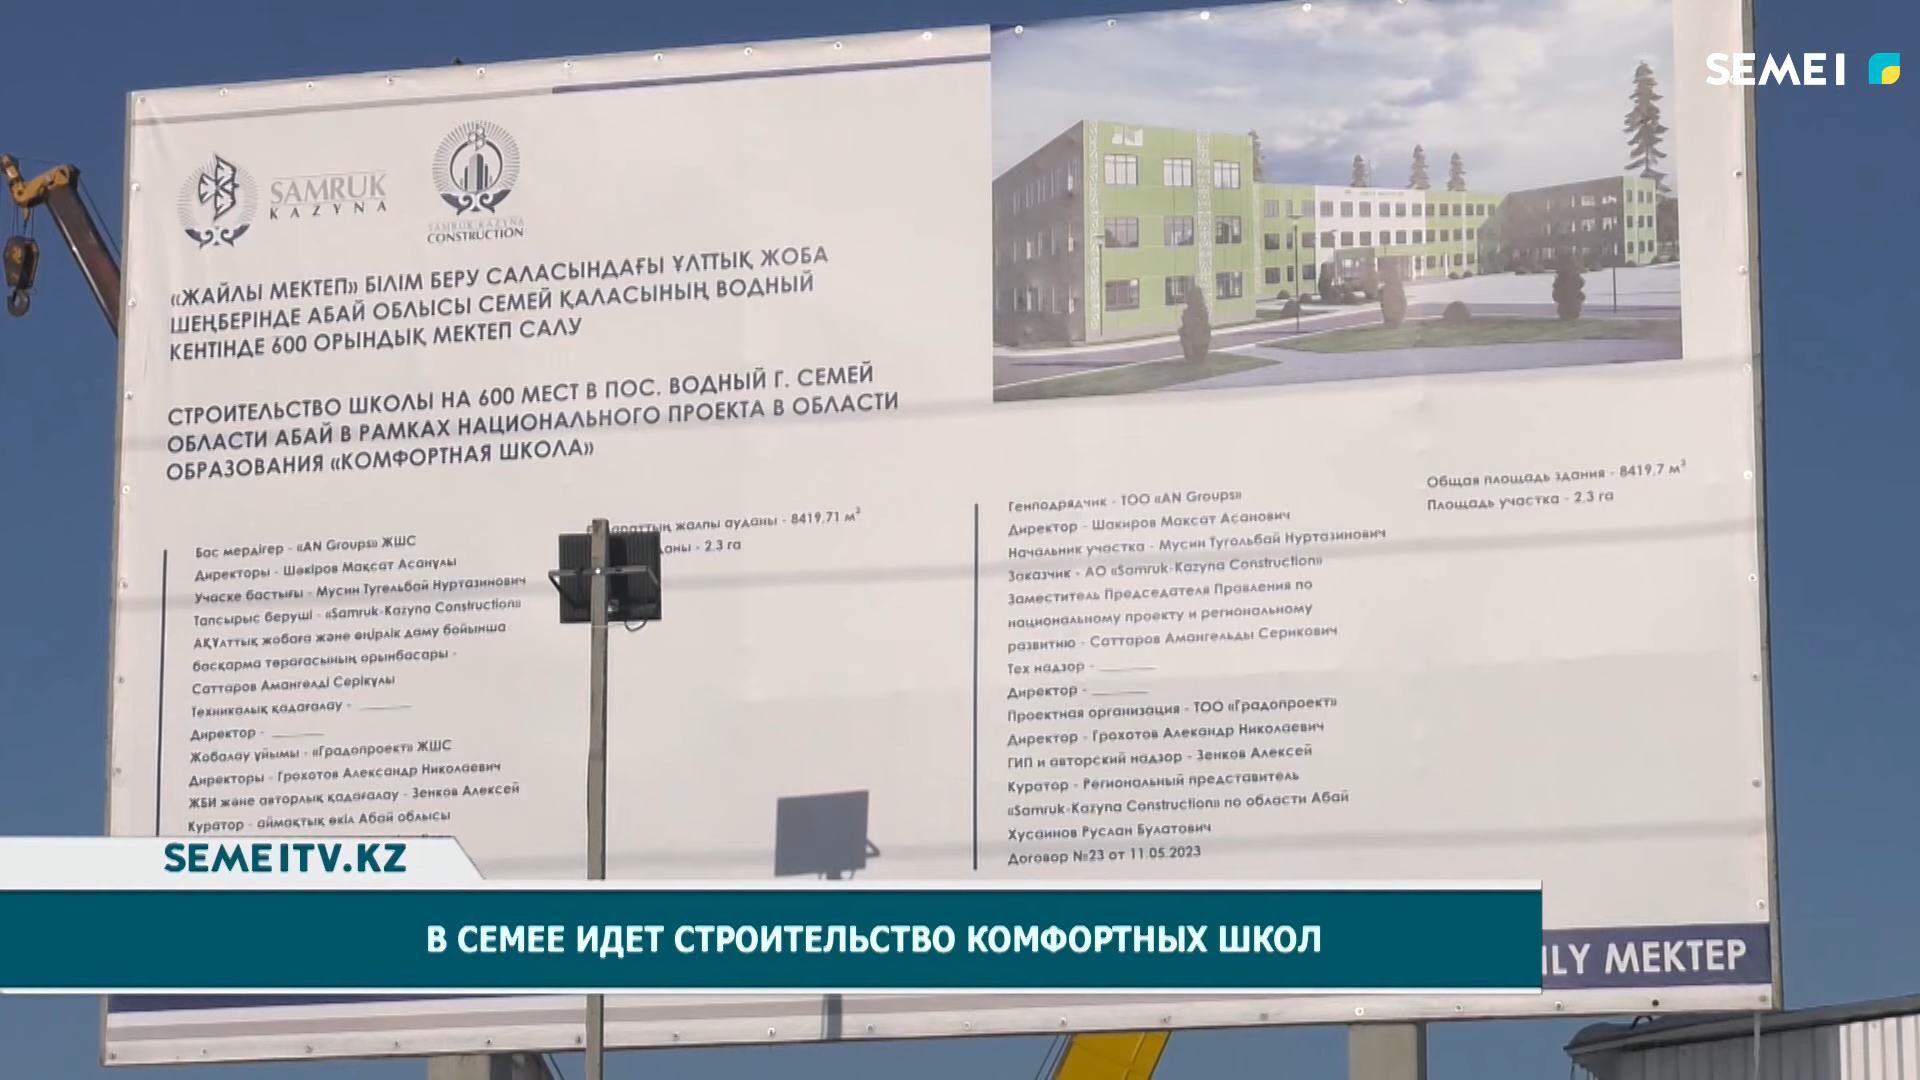 SEMEI
SAMRUK
KAZYNA
SAMRUK KAZYNA
CONSTRUCTION
«ЖАЙЛЫ МЕКТЕП» БІЛІМ БЕРУ САЛАСЫНДАҒЫ ҰЛТТЫҚ ЖОБА
ШЕҢБЕРІНДЕ АБАЙ ОБЛЫСЫ СЕМЕЙ ҚАЛАСЫНЫҢ ВОДНЫЙ
КЕНТІНДЕ 600 ОРЫНДЫҚ МЕКТЕП САЛУ
СТРОИТЕЛЬСТВО ШКОЛЫ НА 600 МЕСТ В ПОС. ВОДНЫЙ Г. СЕМЕЙ
ОБЛАСТИ АБАЙ В РАМКАХ НАЦИОНАЛЬНОГО ПРОЕКТА В ОБЛАСТИ
ОБРАЗОВАНИЯ «КОМФОРТНАЯ ШКОЛА»
Бас мердігер - «AN Groups» ЖШС
Директоры - Шәкіров Мақсат Асанұлы
Учаске бастығы - Мусин Тугельбай Нуртазинович
Тапсырыс беруші - «Samruk-Kazyna Construction»
АҚҰлттық жобаға және өңірлік даму бойынша
басқарма төрағасының орынбасары -
Саттаров Амангелді Серікұлы
Техникалық қадағалау -
Директор -
Жобалау ұйымы - «Градопроект» ЖШС
Директоры - Грохотов Александр Николаевич
ЖБИ және авторлық қадағалау - Зенков Алексей
Куратор - аймақтық өкіл Абай облысы
жалпы ауданы - 8419,71 м²
- 2.3 га
Генподрядчик - ТОО «AN Groups»
Директор - Шакиров Максат Асанович
Начальник участка - Мусин Тугольбай Нуртазинович
Заказчик - АО «Samruk-Kazyna Construction»
Заместитель Председателя Правления по
национальному проекту и региональному
развитию - Саттаров Амангельды Серикович
Тех надзор -
Директор -
Проектная организация - ТОО «Градопроект»
Директор - Грохотов Алекандр Николаевич
ГИП и авторский надзор - Зенков Алексей
Куратор - Региональный представитель
«Samruk-Kazyna Construction» по области Абай
Хусаинов Руслан Булатович
Договор №23 от 11.05.2023
Общая площадь здания - 8419,7 м²
Площадь участка - 2,3 га
SEMEITV.KZ
В СЕМЕЕ ИДЕТ СТРОИТЕЛЬСТВО КОМФОРТНЫХ ШКОЛ
ILY МЕКТЕР